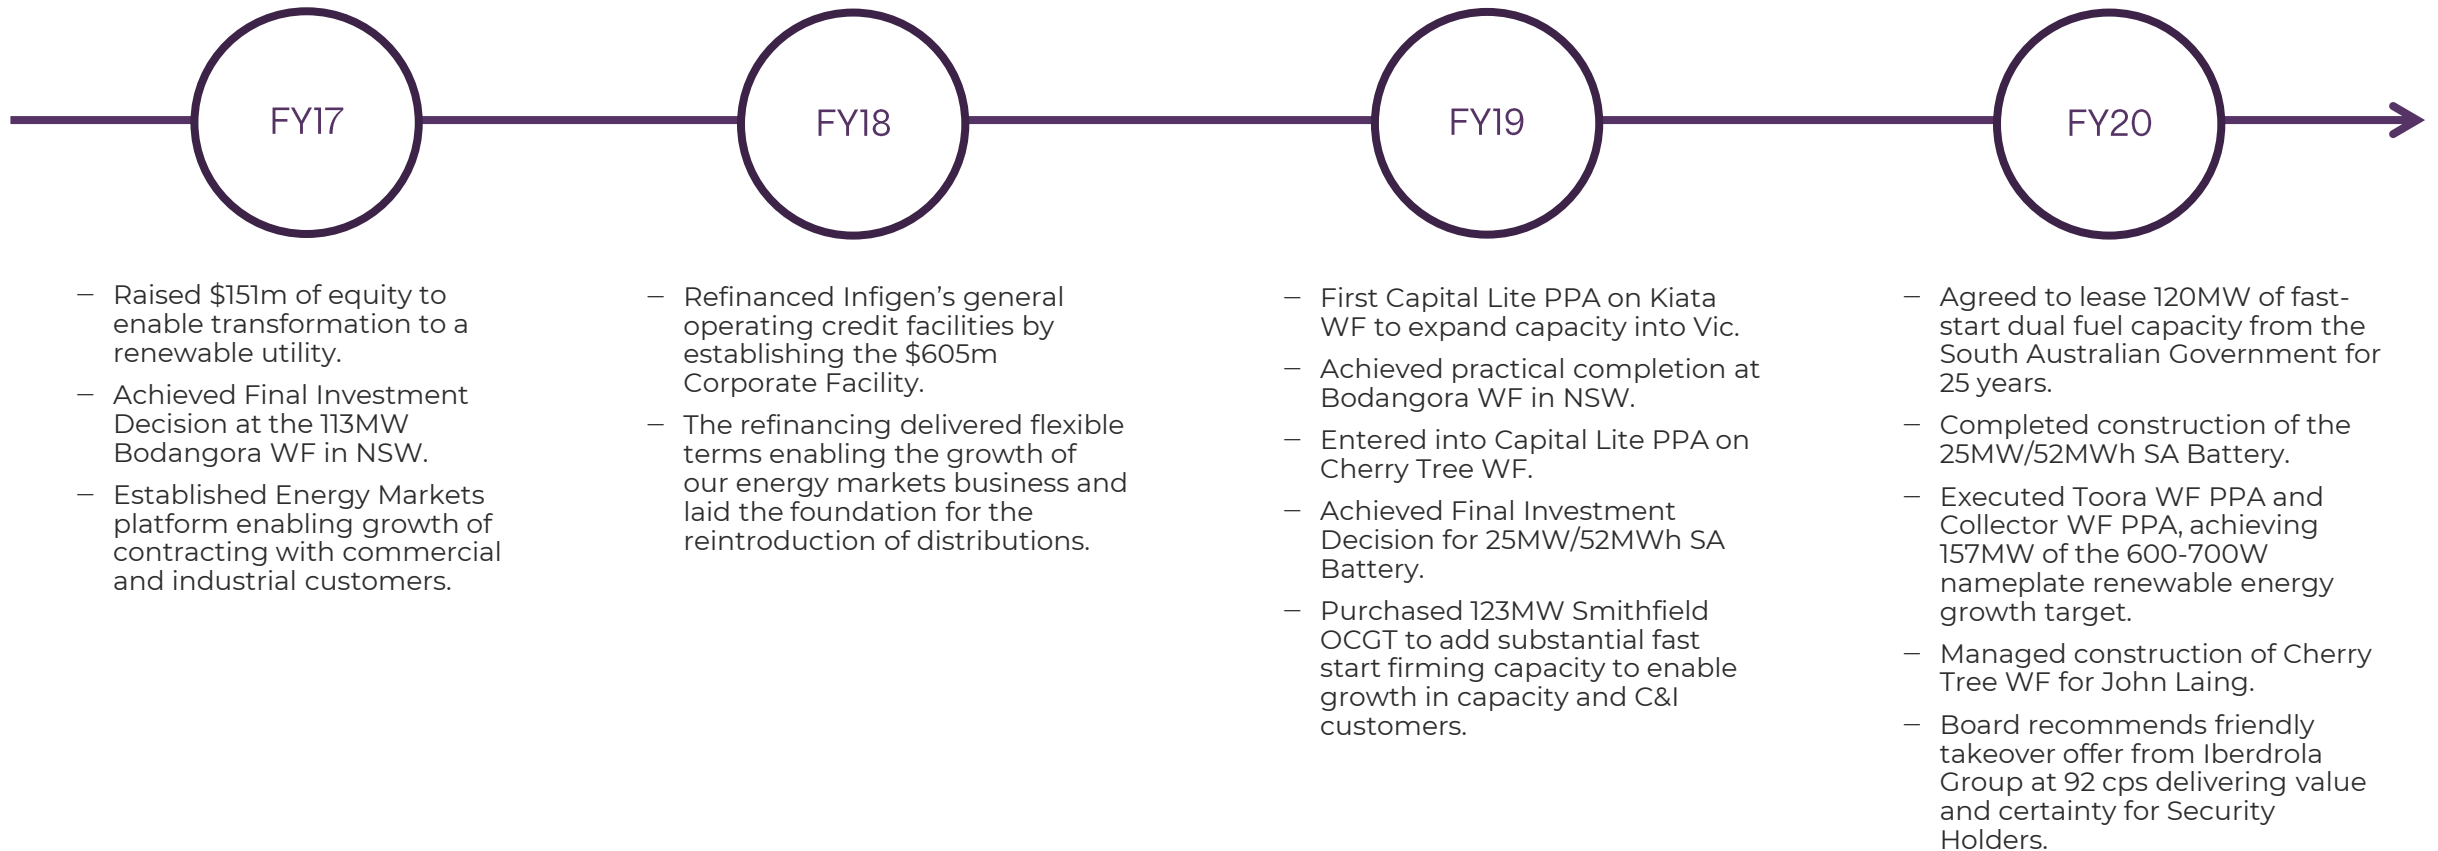 FY17
FY18
FY19
FY20
– Raised $151m of equity to
enable transformation to a
renewable utility.
– Achieved Final Investment
Decision at the 113MW
Bodangora WF in NSW.
– Established Energy Markets
platform enabling growth of
contracting with commercial
and industrial customers.
– Refinanced Infigen’s general
operating credit facilities by
establishing the $605m
Corporate Facility.
– The refinancing delivered flexible
terms enabling the growth of
our energy markets business and
laid the foundation for the
reintroduction of distributions.
– First Capital Lite PPA on Kiata
WF to expand capacity into Vic.
– Achieved practical completion at
Bodangora WF in NSW.
– Entered into Capital Lite PPA on
Cherry Tree WF.
– Achieved Final Investment
Decision for 25MW/52MWh SA
Battery.
– Purchased 123MW Smithfield
OCGT to add substantial fast
start firming capacity to enable
growth in capacity and C&I
customers.
– Agreed to lease 120MW of fast-
start dual fuel capacity from the
South Australian Government for
25 years.
– Completed construction of the
25MW/52MWh SA Battery.
– Executed Toora WF PPA and
Collector WF PPA, achieving
157MW of the 600-700W
nameplate renewable energy
growth target.
– Managed construction of Cherry
Tree WF for John Laing.
– Board recommends friendly
takeover offer from Iberdrola
Group at 92 cps delivering value
and certainty for Security
Holders.